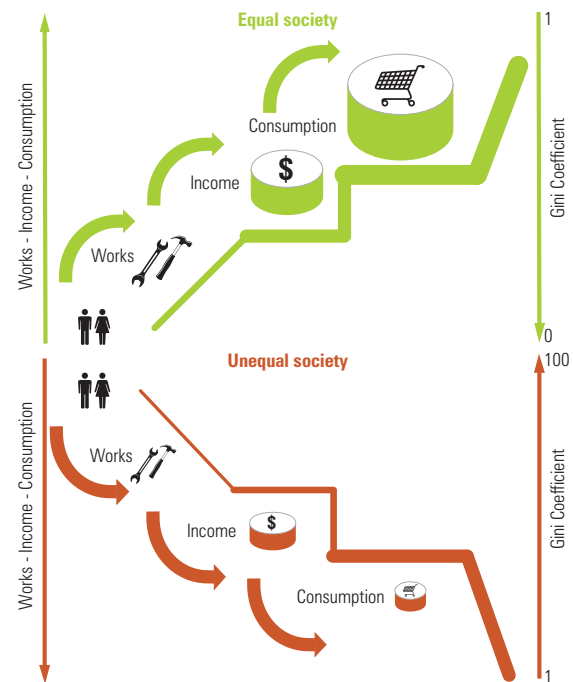 Equal society
1
Works - Income - Consumption
Consumption
$
Income
Works
Gini Coefficient
0
Unequal society
100
Works - Income - Consumption
Works
Income
$
Consumption
Gini Coefficient
1